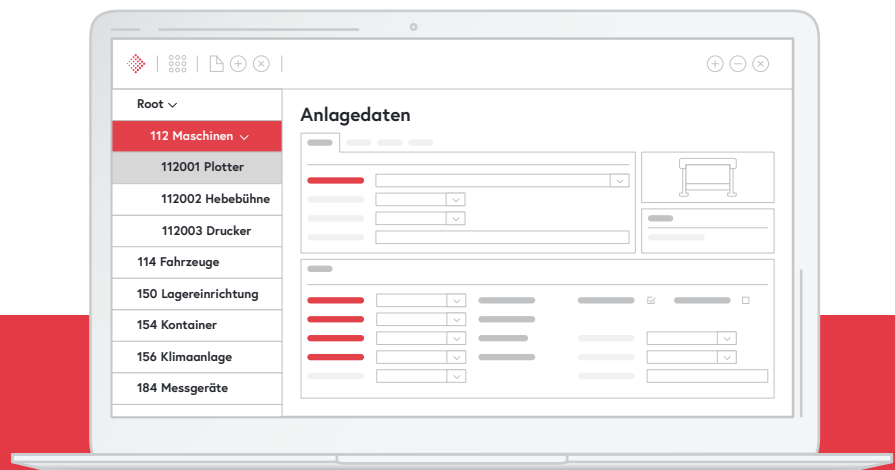 Root
112 Maschinen
112001 Plotter
112002 Hebebühne
112003 Drucker
114 Fahrzeuge
150 Lagereinrichtung
154 Kontainer
156 Klimaanlage
184 Messgeräte
Anlagedaten